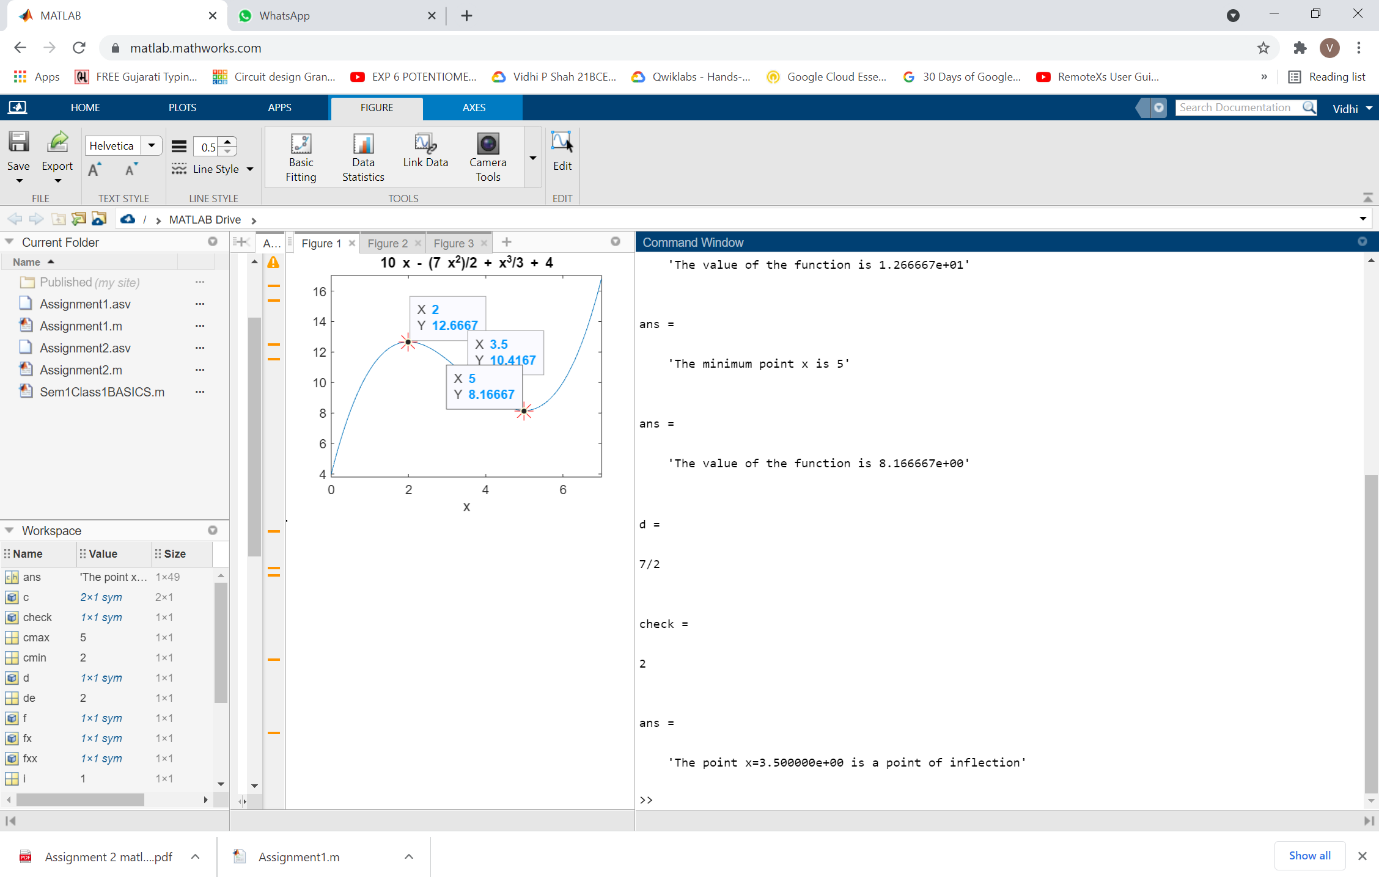 MATLAB
WhatsApp
matlab.mathworks.com
V
Apps
FREE Gujarati Typin...
Circuit design Gran...
EXP 6 POTENTIOME...
Vidhi P Shah 21BCE...
Qwiklabs - Hands-...
Google Cloud Esse...
30 Days of Google...
RemoteXs User Gui...
»
Reading list
HOME PLOTS APPS FIGURE AXES
Search Documentation
Vidhi
Save
Export
Helvetica
0.5
Line Style
Basic Fitting
Data Statistics
Link Data
Camera Tools
Edit
FILE TEXT STYLE LINE STYLE TOOLS EDIT
/ › MATLAB Drive ›
Current Folder
Name
Published (my site)
Assignment1.asv
Assignment1.m
Assignment2.asv
Assignment2.m
Sem1Class1BASICS.m
Workspace
Name Value Size
ans 'The point x... 1×49
c 2×1 sym 2×1
check 1×1 sym 1×1
cmax 5 1×1
cmin 2 1×1
d 1×1 sym 1×1
de 2 1×1
f 1×1 sym 1×1
fx 1×1 sym 1×1
fxx 1×1 sym 1×1
1 1×1
A...
Figure 1
Figure 2
Figure 3
10 x - (7 x²)/2 + x³/3 + 4
16
14
12
10
8
6
4
X 2
Y 12.6667
X 3.5
Y 10.4167
X 5
Y 8.16667
0 2 4 6
x
Command Window
'The value of the function is 1.266667e+01'
ans =
'The minimum point x is 5'
ans =
'The value of the function is 8.166667e+00'
d =
7/2
check =
2
ans =
'The point x=3.500000e+00 is a point of inflection'
>>
Assignment 2 matl....pdf
Assignment1.m
Show all